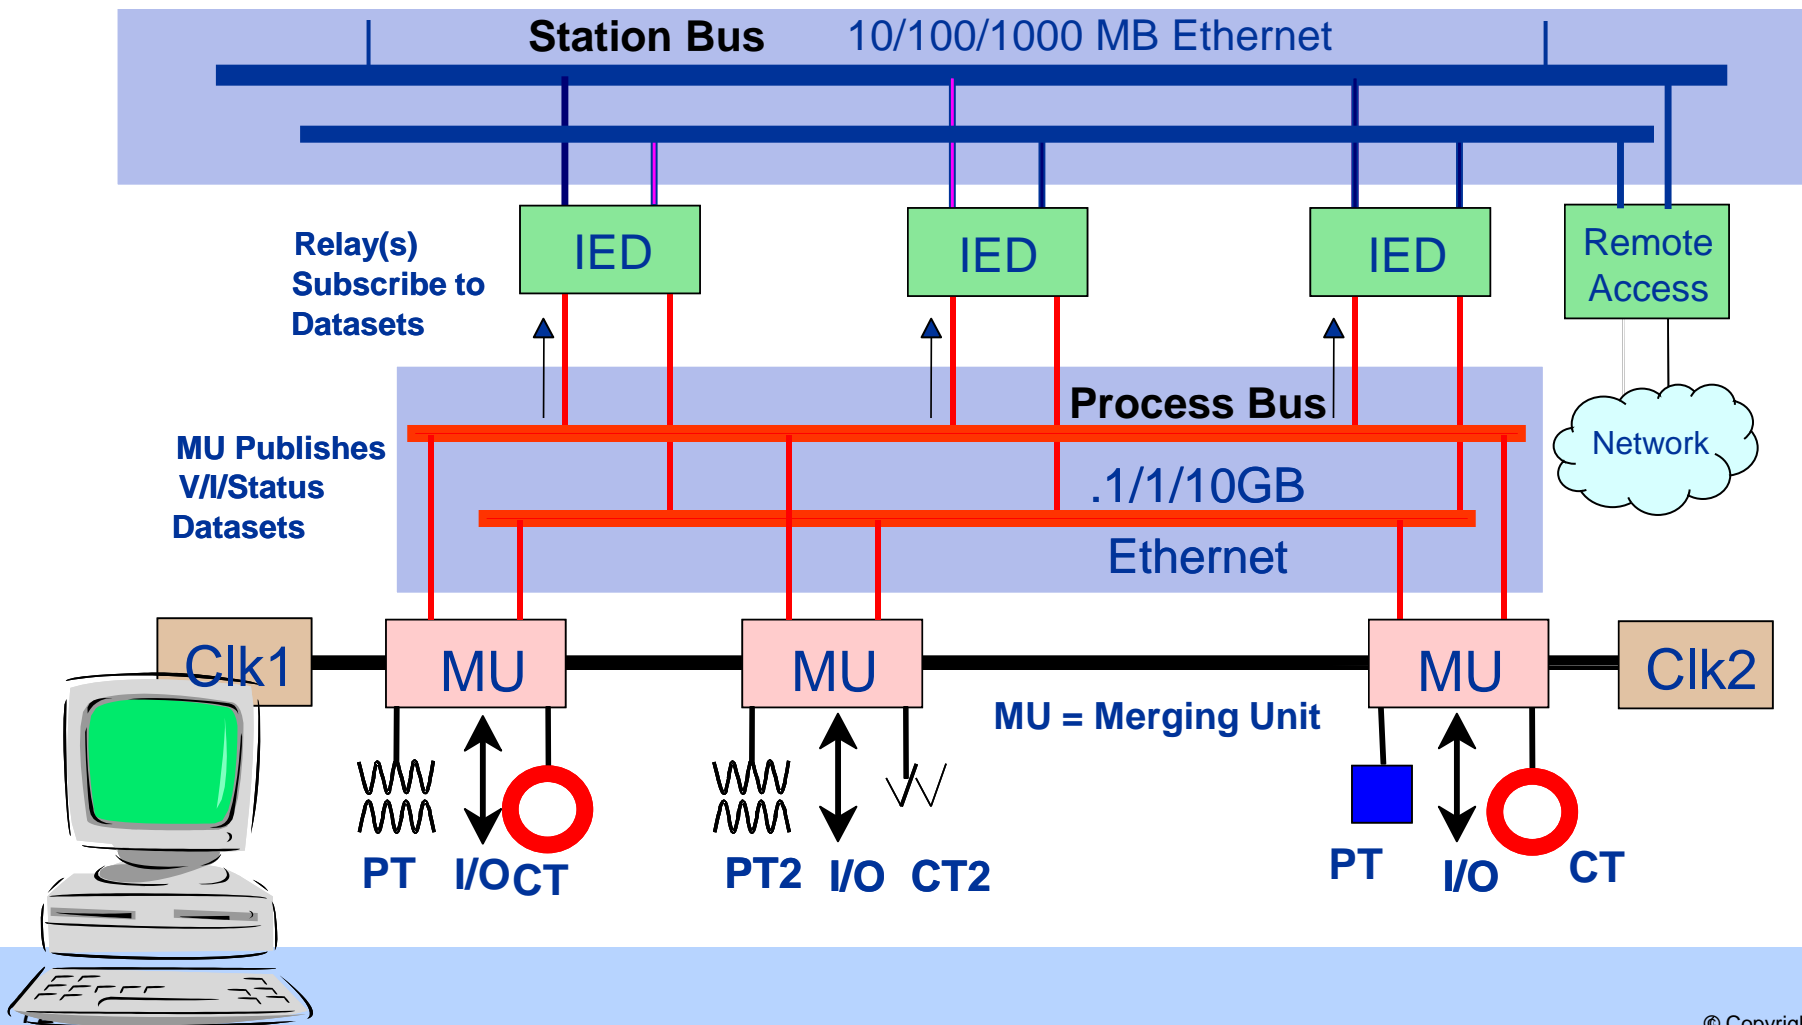 Station Bus 10/100/1000 MB Ethernet
Relay(s)
Subscribe to
Datasets
IED
IED
IED
Remote
Access
Process Bus
Network
MU Publishes
V/I/Status
Datasets
.1/1/10GB
Ethernet
Clk1
MU
MU
MU
Clk2
MU = Merging Unit
PT I/O CT
PT2 I/O CT2
PT I/O CT